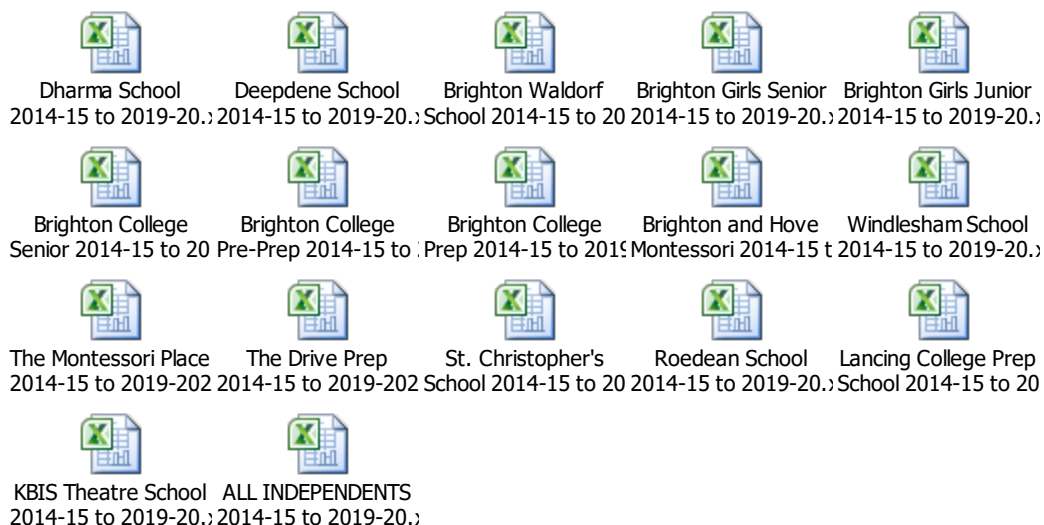 Dharma School
2014-15 to 2019-20.x
Deepdene School
2014-15 to 2019-20.x
Brighton Waldorf
School 2014-15 to 20
Brighton Girls Senior
2014-15 to 2019-20.x
Brighton Girls Junior
2014-15 to 2019-20.x
Brighton College
Senior 2014-15 to 20
Brighton College
Pre-Prep 2014-15 to
Brighton College
Prep 2014-15 to 2019
Brighton and Hove
Montessori 2014-15 t
Windlesham School
2014-15 to 2019-20.x
The Montessori Place
2014-15 to 2019-202
The Drive Prep
2014-15 to 2019-202
St. Christopher's
School 2014-15 to 20
Roedean School
2014-15 to 2019-20.x
Lancing College Prep
School 2014-15 to 20
KBIS Theatre School
2014-15 to 2019-20.x
ALL INDEPENDENTS
2014-15 to 2019-20.x